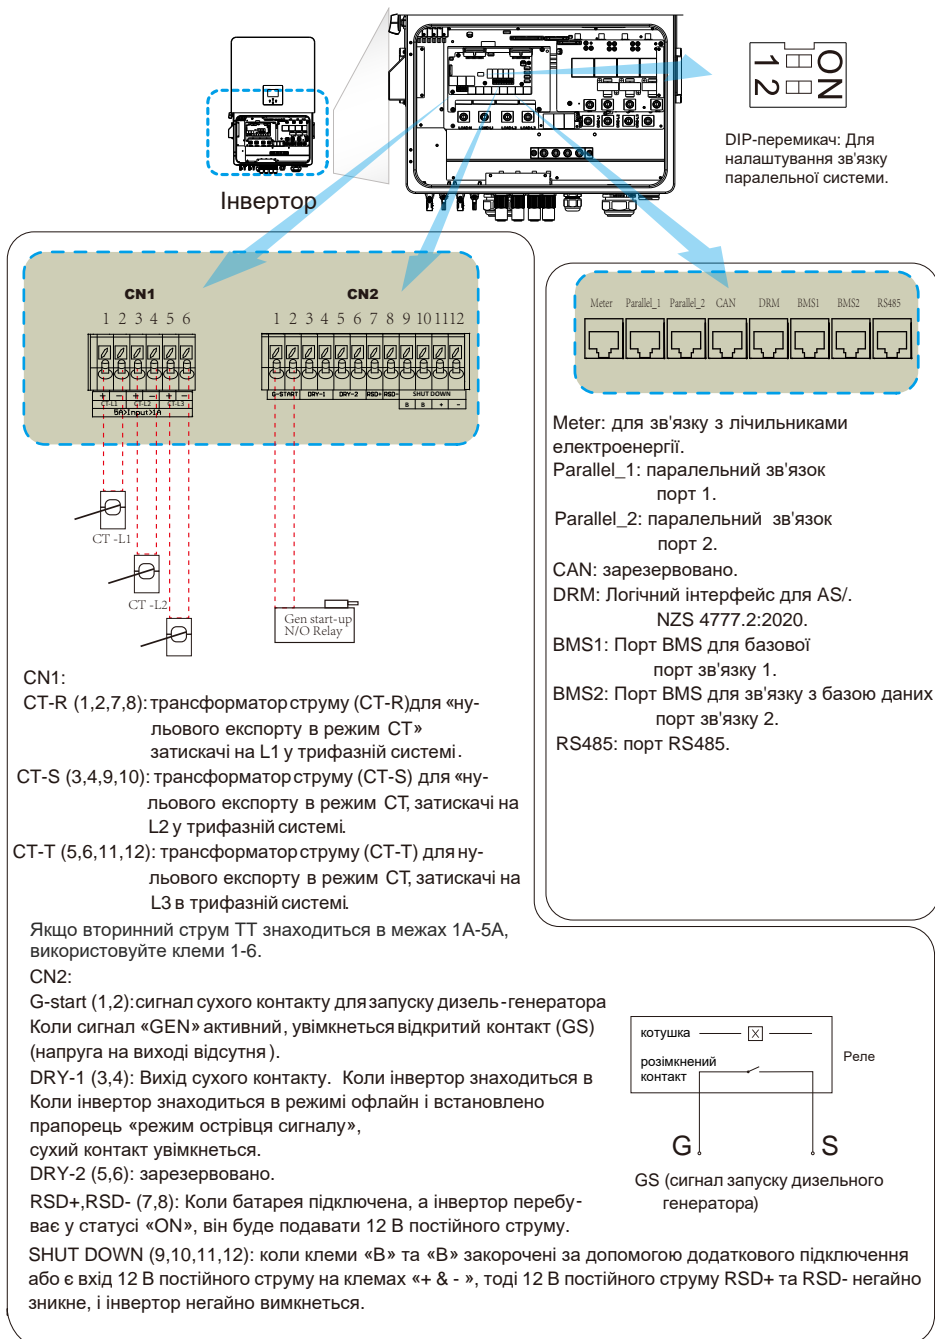 ON
1 2
DIP-перемикач: Для
налаштування зв'язку
паралельної системи.
Інвертор
CN1
CN2
1 2 3 4 5 6
1 2 3 4 5 6 7 8 9 10 11 12
+ - + - + -
CT-L1 CT-L2 CT-L3
5A>Input>1A
G-START DRY-1 DRY-2 RSD+ RSD- SHUT DOWN
B B + -
CT -L1
CT -L2
Gen start-up
N/O Relay
Meter Parallel_1 Parallel_2 CAN DRM BMS1 BMS2 RS485
Meter: для зв'язку з лічильниками
електроенергії.
Parallel_1: паралельний зв'язок
порт 1.
Parallel_2: паралельний зв'язок
порт 2.
CAN: зарезервовано.
DRM: Логічний інтерфейс для AS/.
NZS 4777.2:2020.
BMS1: Порт BMS для базової
порт зв'язку 1.
BMS2: Порт BMS для зв'язку з базою даних
порт зв'язку 2.
RS485: порт RS485.
CN1:
CT-R (1,2,7,8): трансформатор струму (CT-R)для «ну-
льового експорту в режим CT»
затискачі на L1 у трифазній системі.
CT-S (3,4,9,10): трансформатор струму (CT-S) для «ну-
льового експорту в режим CT, затискачі на
L2 у трифазній системі.
CT-T (5,6,11,12): трансформатор струму (CT-T) для ну-
льового експорту в режим CT, затискачі на
L3 в трифазній системі.
Якщо вторинний струм ТТ знаходиться в межах 1А-5А,
використовуйте клеми 1-6.
CN2:
G-start (1,2):сигнал сухого контакту для запуску дизель-генератора
Коли сигнал «GEN» активний, увімкнеться відкритий контакт (GS)
(напруга на виході відсутня).
DRY-1 (3,4): Вихід сухого контакту. Коли інвертор знаходиться в
Коли інвертор знаходиться в режимі офлайн і встановлено
прапорець «режим острівця сигналу»,
сухий контакт увімкнеться.
DRY-2 (5,6): зарезервовано.
RSD+,RSD- (7,8): Коли батарея підключена, а інвертор перебу-
ває у статусі «ON», він буде подавати 12 В постійного струму.
SHUT DOWN (9,10,11,12): коли клеми «B» та «B» закорочені за допомогою додаткового підключення
або є вхід 12 В постійного струму на клемах «+ & - », тоді 12 В постійного струму RSD+ та RSD- негайно
зникне, і інвертор негайно вимкнеться.
котушка
розімкнений
контакт
Реле
G S
GS (сигнал запуску дизельного
генератора)